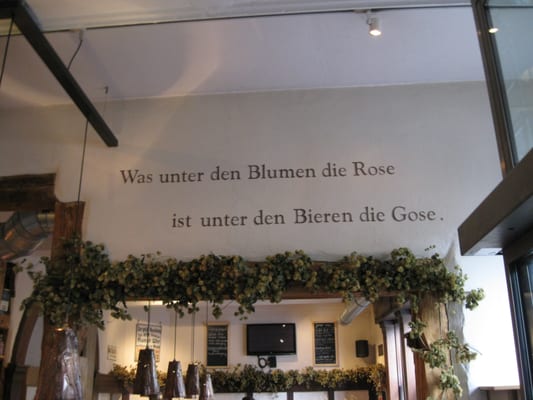 Was unter den Blumen die Rose
ist unter den Bieren die Gose.